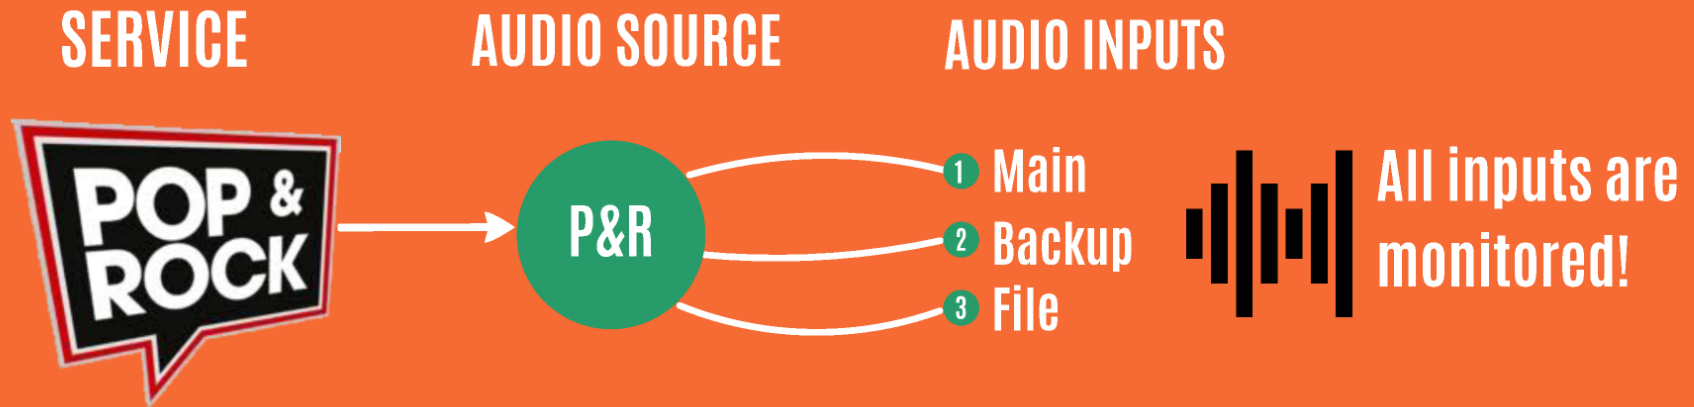 SERVICE
AUDIO SOURCE
AUDIO INPUTS
POP &
ROCK
P&R
1 Main
2 Backup
3 File
All inputs are
monitored!